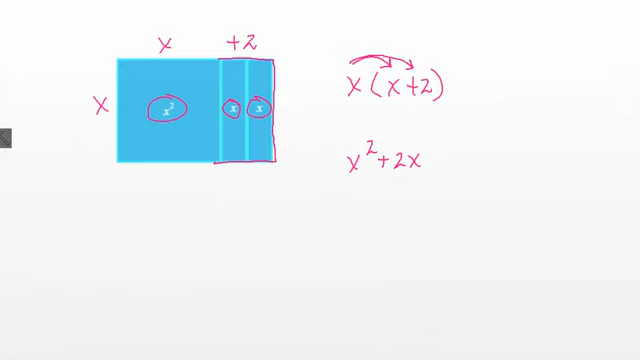 x +2
x x² x x
x(x+2)
x²+2x